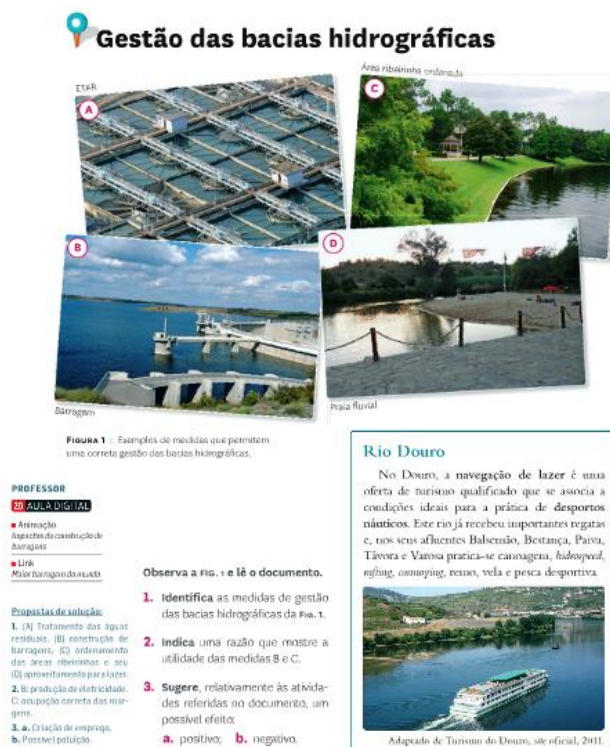 Gestão das bacias hidrográficas
ETAR
A
Área ribeirinha ordenada
C
B
Barragem
D
Praia fluvial
FIGURA 1 : Exemplos de medidas que permitem
uma correta gestão das bacias hidrográficas.
PROFESSOR
20 AULA DIGITAL
Animação
Impactos da construção de
barragens
Link
Maior barragem do mundo
Propostas de solução:
1. (A) Tratamento das águas
residuais, (B) construção de
barragens, (C) ordenamento
das áreas ribeirinhas e seu
(D) aproveitamento para lazer.
2. B: produção de eletricidade.
C: ocupação correta das mar-
gens.
3. a. Criação de emprego.
b. Possível poluição.
Observa a FIG. 1 e lê o documento.
1. Identifica as medidas de gestão
das bacias hidrográficas da FIG. 1.
2. Indica uma razão que mostre a
utilidade das medidas B e C.
3. Sugere, relativamente às ativida-
des referidas no documento, um
possível efeito:
a. positivo; b. negativo.
Rio Douro
No Douro, a navegação de lazer é uma
oferta de turismo qualificado que se associa a
condições ideais para a prática de desportos
náuticos. Este rio já recebeu importantes regatas
e, nos seus afluentes Balsemão, Bestança, Paiva,
Távora e Varosa pratica-se canoagem, hidrospeed,
rafting, canyoning, remo, vela e pesca desportiva.
Adaptado de Turismo do Douro, site oficial, 2011.